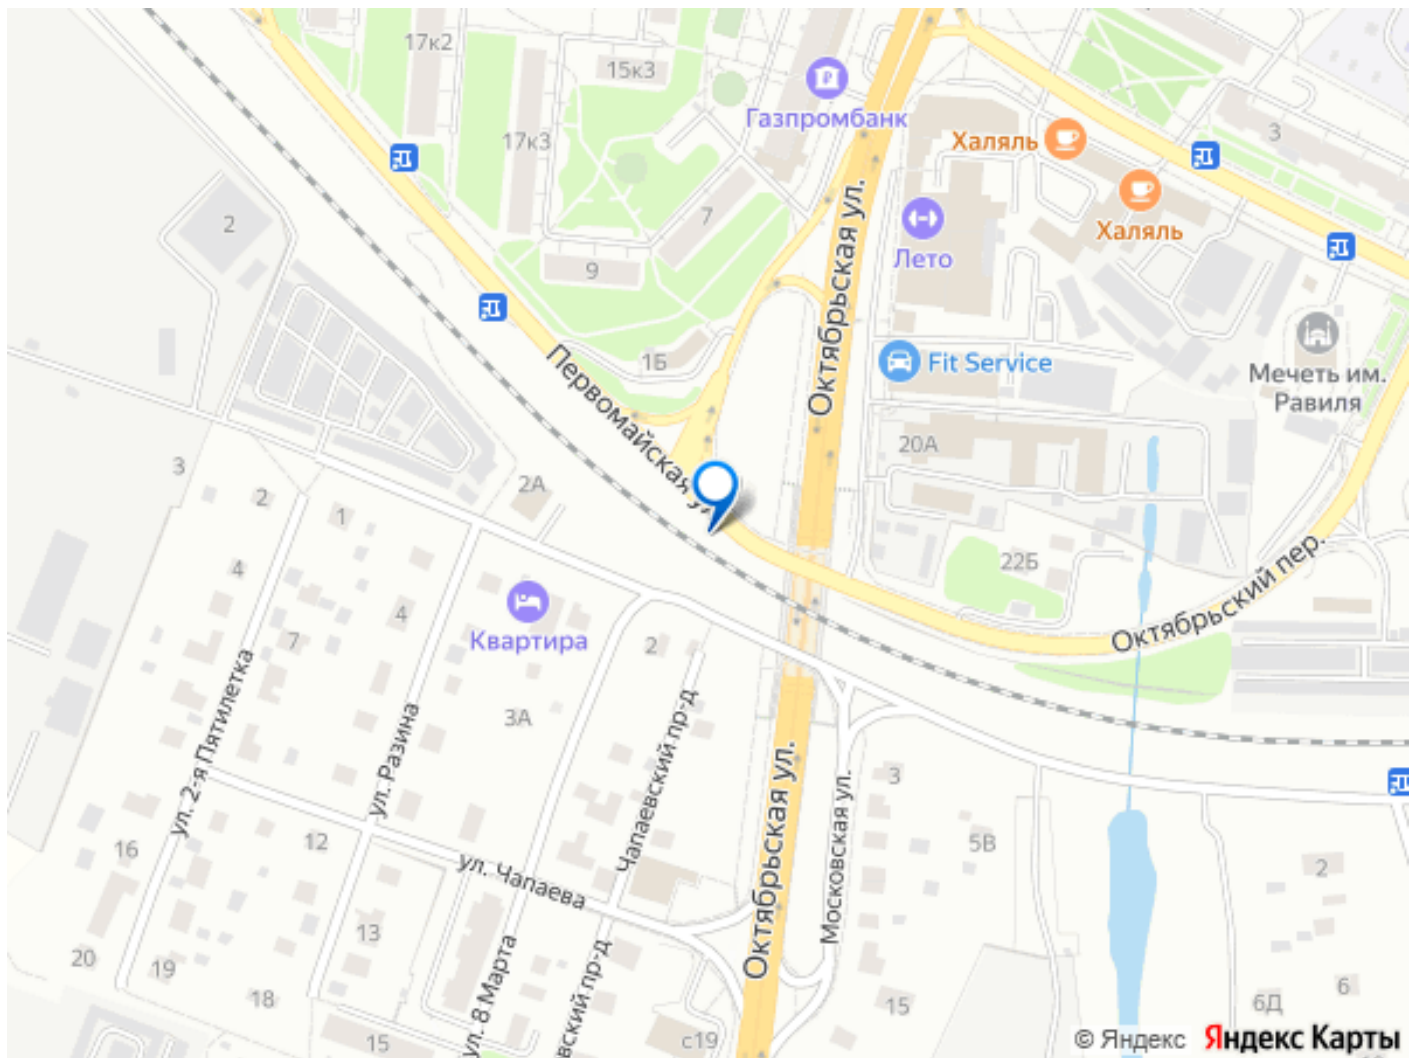 17к2
15к3
Газпромбанк
Халяль
3
17к3
Халяль
2
7
Лето
9
Октябрьская ул.
1Б
Fit Service
Мечеть им.
Равиля
Первомайская у
20А
3
2
2А
1
22Б
4
4
Октябрьский пер.
Квартира
7
2
ул. 2-я Пятилетка
3А
ул. Разина
Чапаевский пр-д
Октябрьская ул.
Московская ул.
3
16
12
ул. Чапаева
5В
2
13
20
19
18
ул. 8 Марта
вский пр-д
15
6Д
6
15
с19
© Яндекс Яндекс Карты